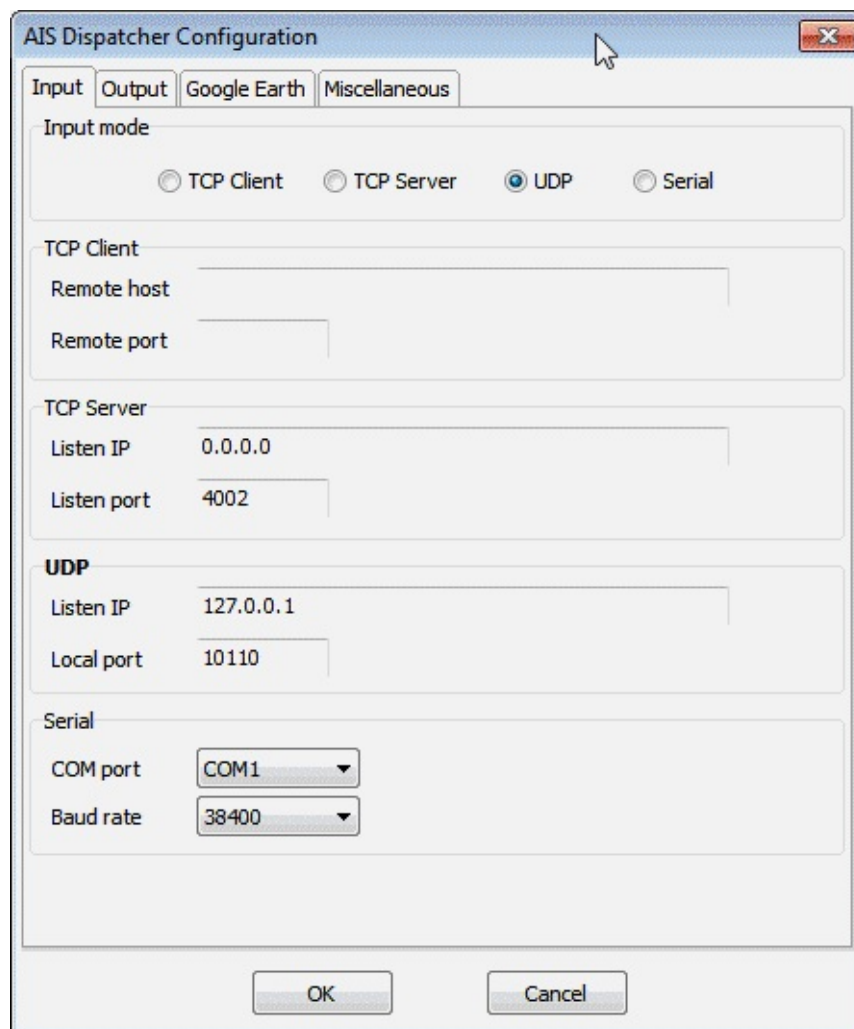 AIS Dispatcher Configuration
Input Output Google Earth Miscellaneous
Input mode
TCP Client TCP Server UDP Serial
TCP Client
Remote host
Remote port
TCP Server
Listen IP 0.0.0.0
Listen port 4002
UDP
Listen IP 127.0.0.1
Local port 10110
Serial
COM port COM1
Baud rate 38400
OK Cancel